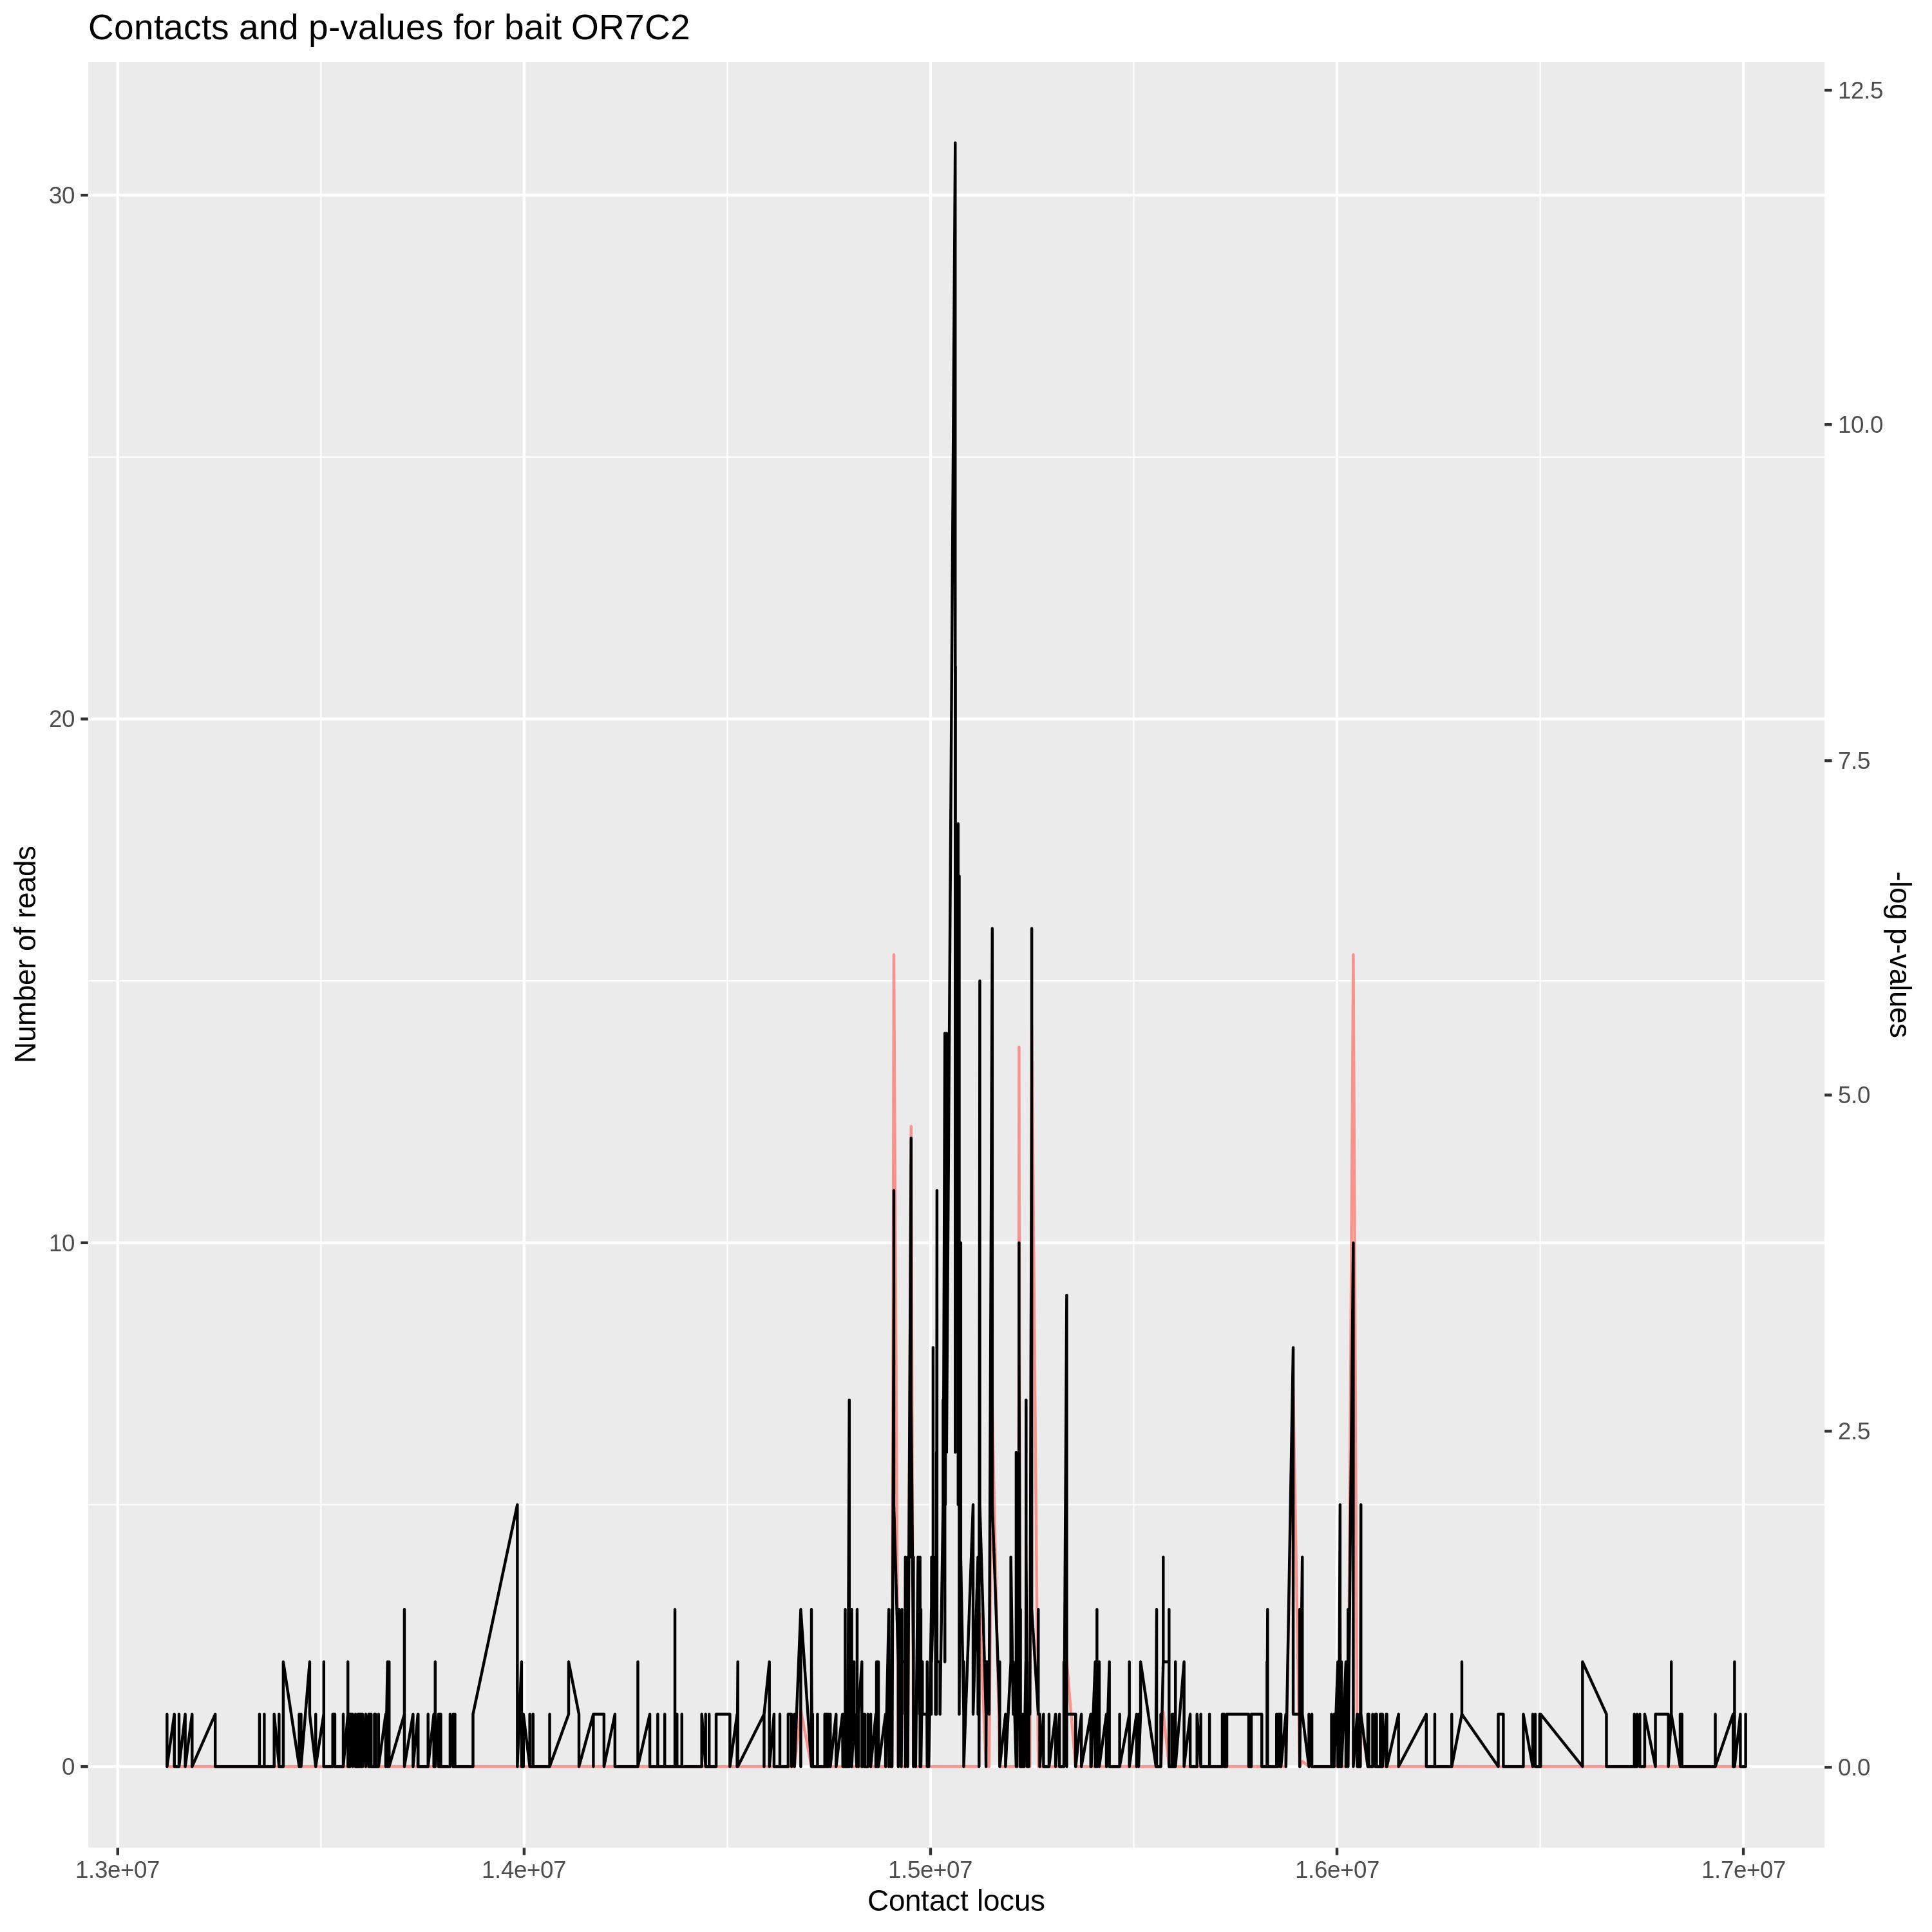 Contacts and p-values for bait OR7C2
Number of reads
30
20
10
0
12.5
10.0
7.5
5.0
2.5
0.0
-log p-values
1.3e+07 1.4e+07 1.5e+07 1.6e+07 1.7e+07
Contact locus